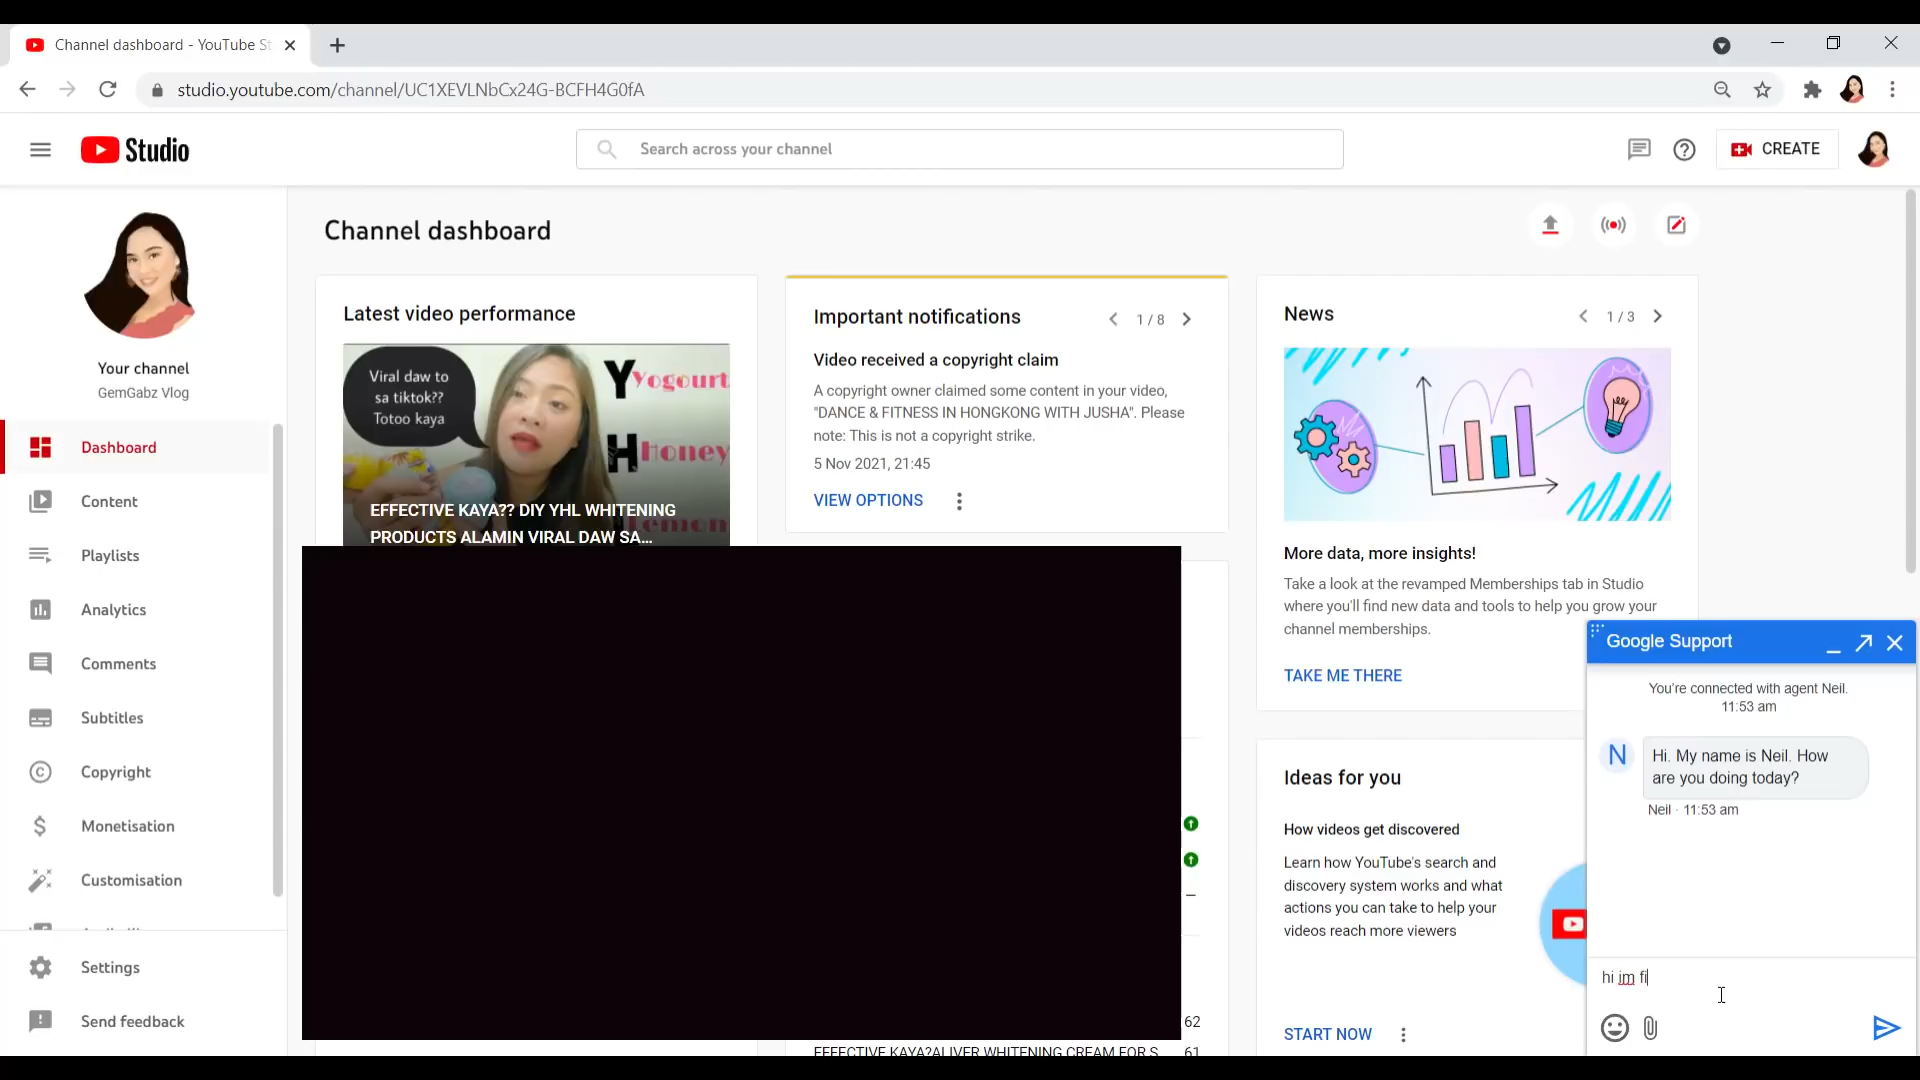 Channel dashboard - YouTube St
studio.youtube.com/channel/UC1XEVLNbCx24G-BCFH4G0fA
Studio
Search across your channel
CREATE
Your channel
GemGabz Vlog
Dashboard
Content
Playlists
Analytics
Comments
Subtitles
Copyright
Monetisation
Customisation
Settings
Send feedback
Channel dashboard
Latest video performance
Viral daw to
sa tiktok??
Totoo kaya
Yogourt
Honey
Lemon
EFFECTIVE KAYA?? DIY YHL WHITENING
PRODUCTS ALAMIN VIRAL DAW SA...
Important notifications
1 / 8
Video received a copyright claim
A copyright owner claimed some content in your video,
"DANCE & FITNESS IN HONGKONG WITH JUSHA". Please
note: This is not a copyright strike.
5 Nov 2021, 21:45
VIEW OPTIONS
62
EFFECTIVE KAYA?ALIVER WHITENING CREAM FOR S
61
News
1 / 3
More data, more insights!
Take a look at the revamped Memberships tab in Studio
where you'll find new data and tools to help you grow your
channel memberships.
TAKE ME THERE
Ideas for you
How videos get discovered
Learn how YouTube's search and
discovery system works and what
actions you can take to help your
videos reach more viewers
START NOW
Google Support
You're connected with agent Neil.
11:53 am
N
Hi. My name is Neil. How
are you doing today?
Neil · 11:53 am
hi im fi